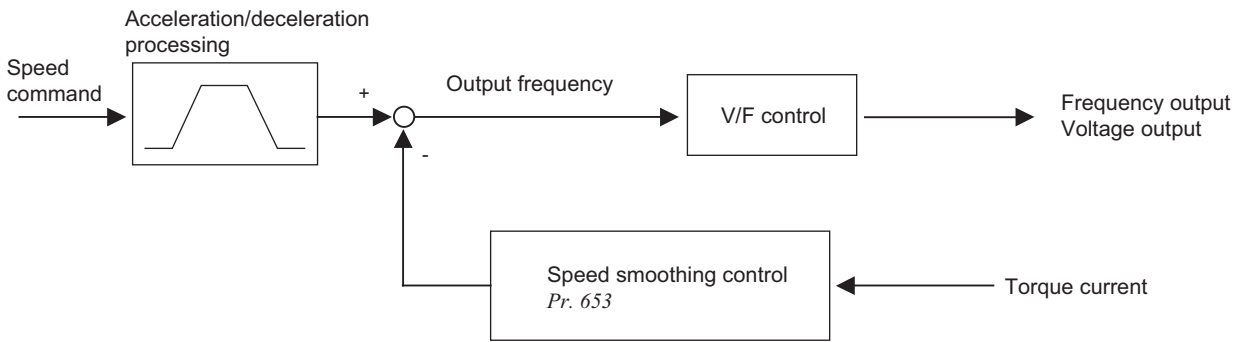 Acceleration/deceleration
processing
Speed
command
+
Output frequency
V/F control
Frequency output
Voltage output
-
Speed smoothing control
Pr. 653
Torque current